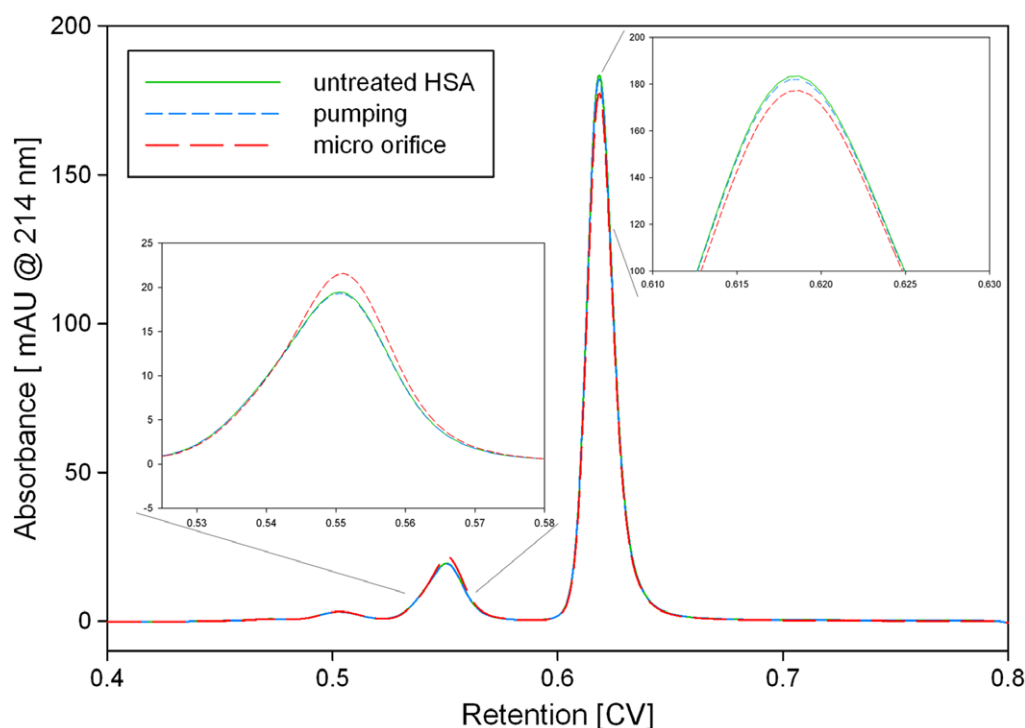 200
150
100
50
0
Absorbance [ mAU @ 214 nm]
untreated HSA
pumping
micro orifice
200
180
160
140
120
100
0.610 0.615 0.620 0.625 0.630
25
20
15
10
5
0
-5
0.53 0.54 0.55 0.56 0.57 0.58
0.4 0.5 0.6 0.7 0.8
Retention [CV]